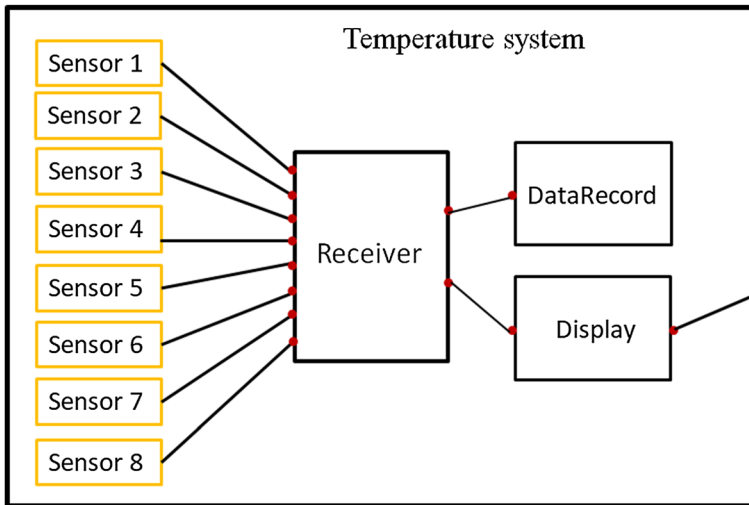 Temperature system
Sensor 1
Sensor 2
Sensor 3
Sensor 4
Sensor 5
Sensor 6
Sensor 7
Sensor 8
Receiver
DataRecord
Display